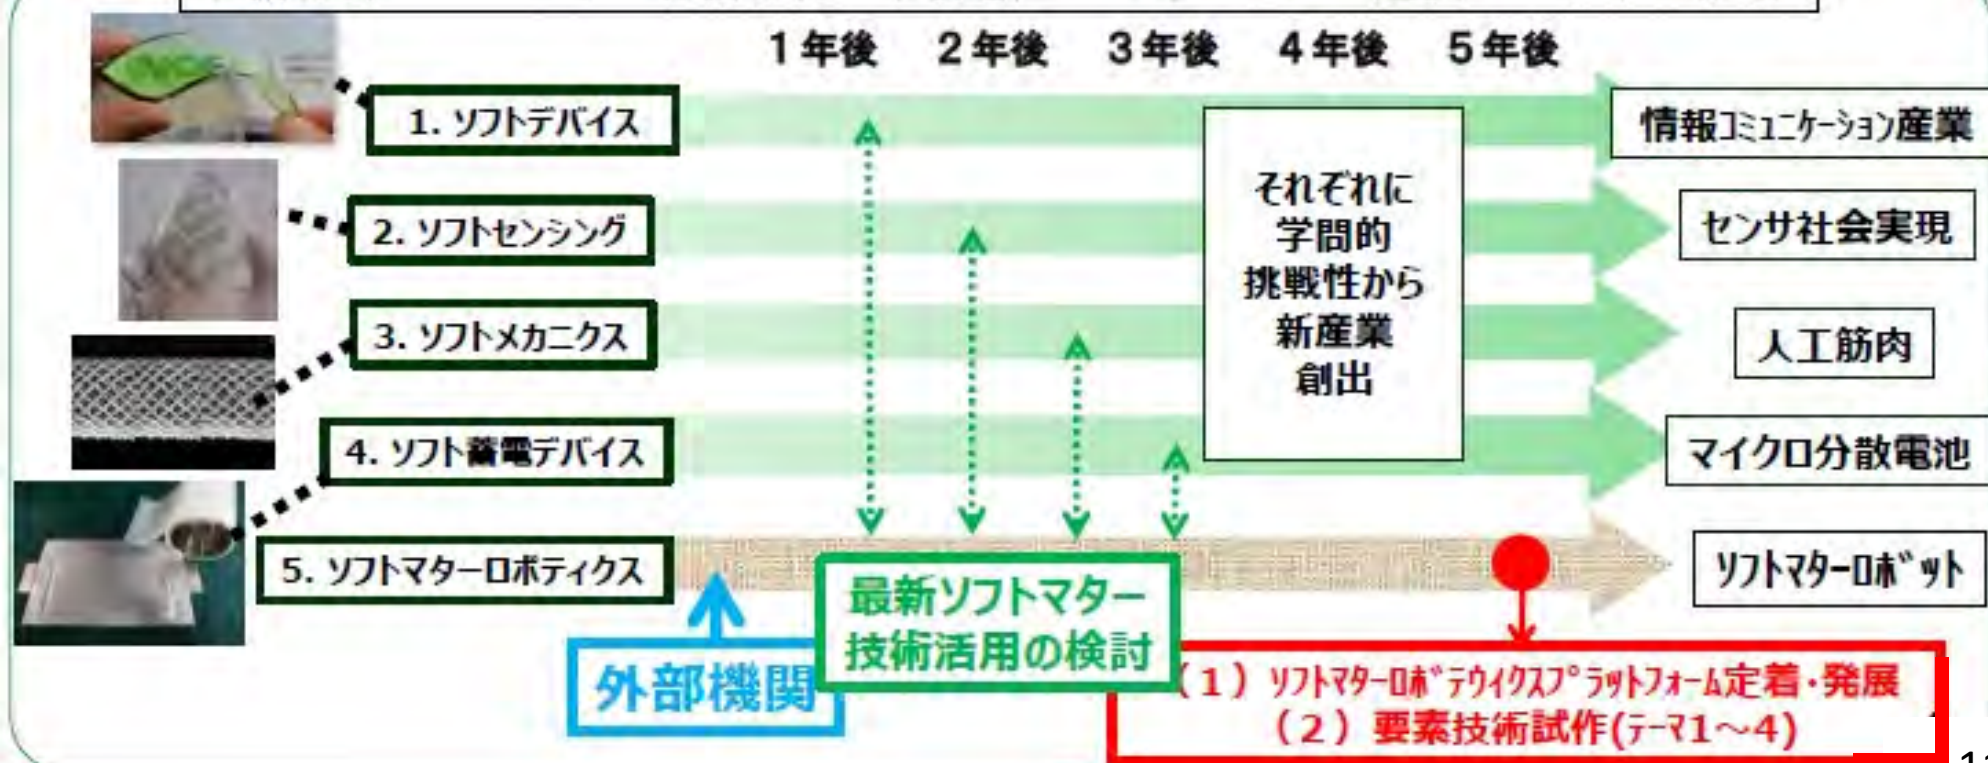 1年後 2年後 3年後 4年後 5年後
1. ソフトデバイス
情報コミュニケーション産業
2. ソフトセンシング
センサ社会実現
3. ソフトメカニクス
人工筋肉
4. ソフト蓄電デバイス
マイクロ分散電池
5. ソフトマターロボティクス
ソフトマターロボット
それぞれに
学問的
挑戦性から
新産業
創出
最新ソフトマター
技術活用の検討
外部機関
(1)ソフトマターロボテウィクスプラットフォーム定着・発展
(2)要素技術試作(テーマ1~4)